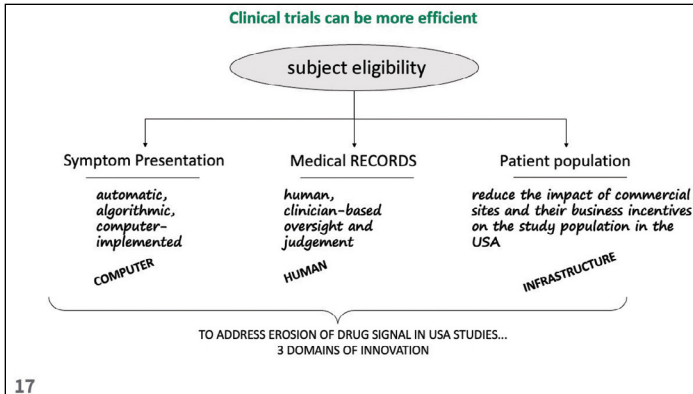 Clinical trials can be more efficient
subject eligibility
Symptom Presentation
automatic,
algorithmic,
computer-
implemented
COMPUTER
Medical RECORDS
human,
clinician-based
oversight and
judgement
HUMAN
Patient population
reduce the impact of commercial
sites and their business incentives
on the study population in the
USA
INFRASTRUCTURE
TO ADDRESS EROSION OF DRUG SIGNAL IN USA STUDIES...
3 DOMAINS OF INNOVATION
17